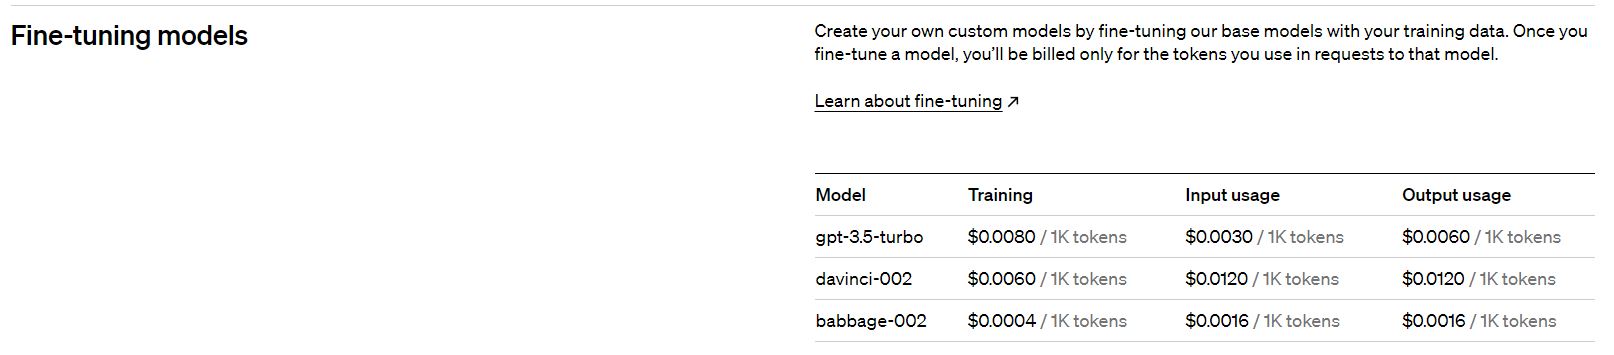 Fine-tuning models
Create your own custom models by fine-tuning our base models with your training data. Once you
fine-tune a model, you’ll be billed only for the tokens you use in requests to that model.
Learn about fine-tuning ↗
Model Training Input usage Output usage
gpt-3.5-turbo $0.0080 / 1K tokens $0.0030 / 1K tokens $0.0060 / 1K tokens
davinci-002 $0.0060 / 1K tokens $0.0120 / 1K tokens $0.0120 / 1K tokens
babbage-002 $0.0004 / 1K tokens $0.0016 / 1K tokens $0.0016 / 1K tokens